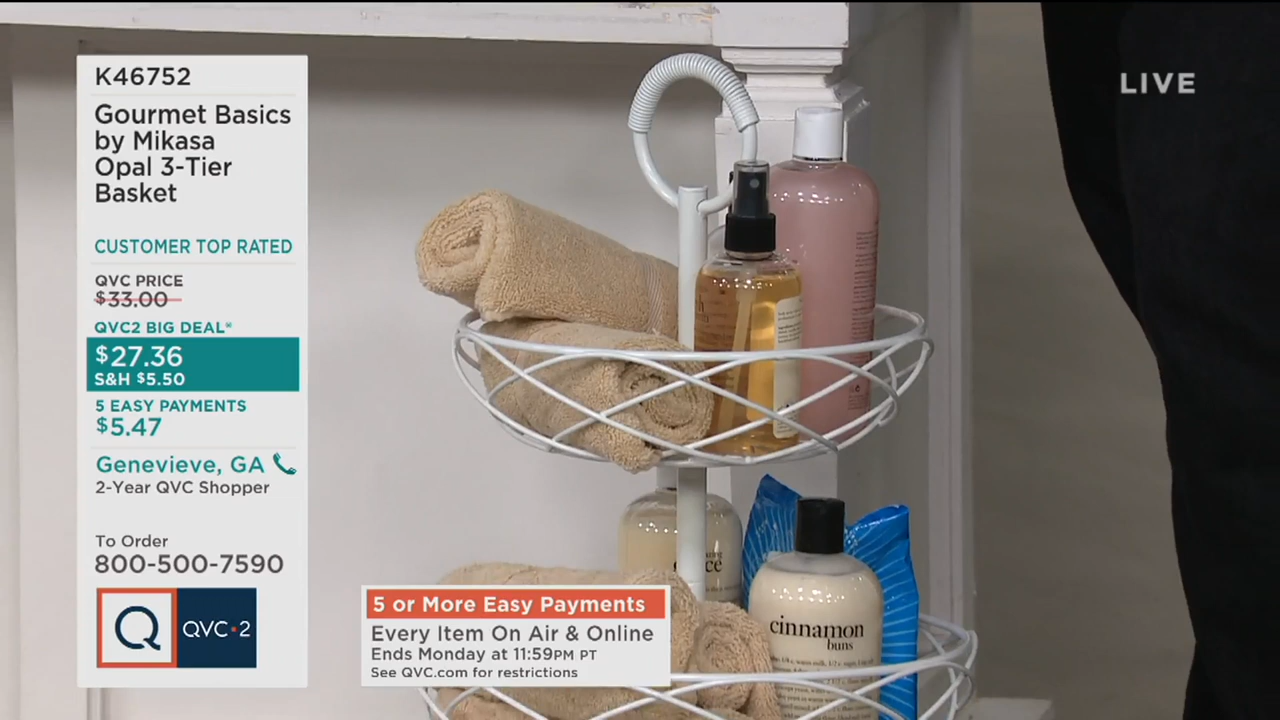 K46752
Gourmet Basics
by Mikasa
Opal 3-Tier
Basket
CUSTOMER TOP RATED
QVC PRICE
$33.00
QVC2 BIG DEAL®
$27.36
S&H $5.50
5 EASY PAYMENTS
$5.47
Genevieve, GA
2-Year QVC Shopper
To Order
800-500-7590
Q QVC•2
5 or More Easy Payments
Every Item On Air & Online
Ends Monday at 11:59PM PT
See QVC.com for restrictions
LIVE
cinnamon
buns